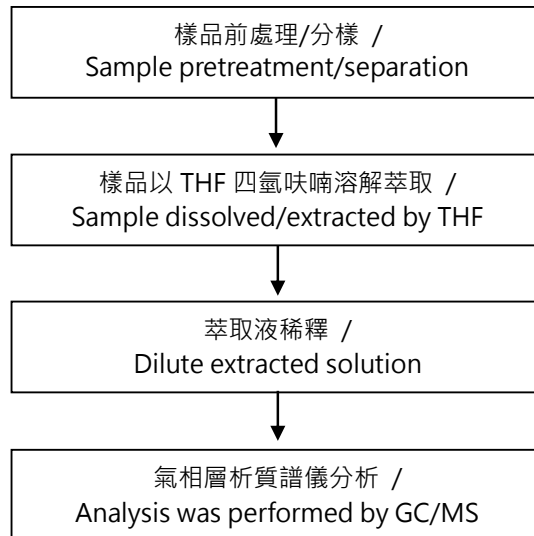 樣品前處理/分樣 /
Sample pretreatment/separation
樣品以 THF 四氫呋喃溶解萃取 /
Sample dissolved/extracted by THF
萃取液稀釋 /
Dilute extracted solution
氣相層析質譜儀分析 /
Analysis was performed by GC/MS